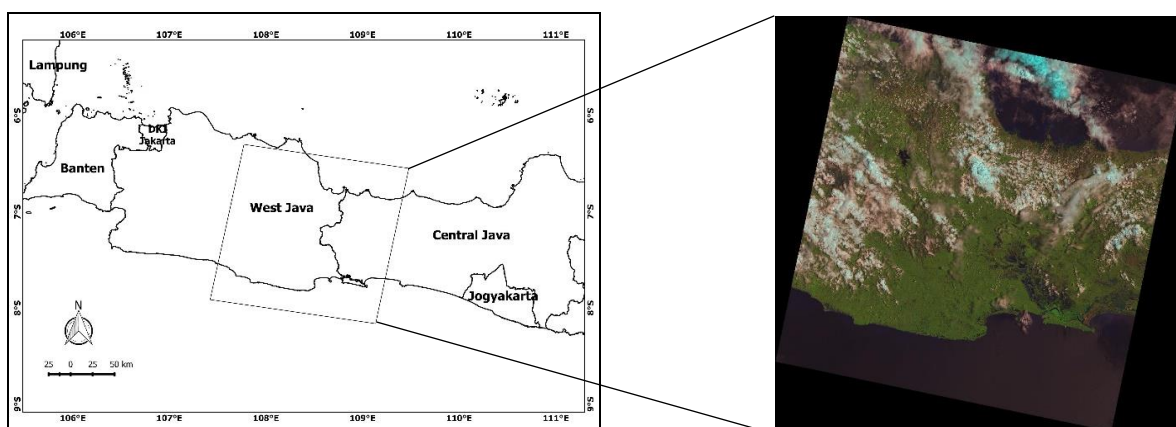 106°E 107°E 108°E 109°E 110°E 111°E
Lampung
6°S 6°S
DKI
Jakarta
Banten
West Java
7°S 7°S
Central Java
Jogyakarta
8°S 8°S
N
25 0 25 50 km
9°S 9°S
106°E 107°E 108°E 109°E 110°E 111°E